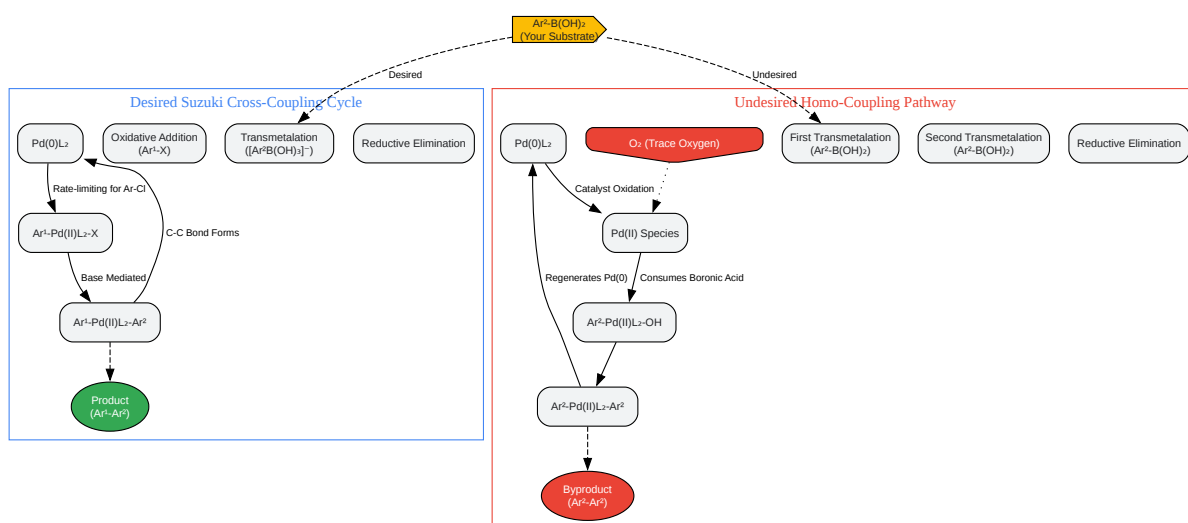 Ar²-B(OH)₂
(Your Substrate)
Desired
Undesired
Desired Suzuki Cross-Coupling Cycle
Pd(0)L₂
Oxidative Addition
(Ar¹-X)
Transmetalation
([Ar²B(OH)₃]⁻)
Reductive Elimination
Rate-limiting for Ar-Cl
Ar¹-Pd(II)L₂-X
C-C Bond Forms
Base Mediated
Ar¹-Pd(II)L₂-Ar²
Product
(Ar¹-Ar²)
Undesired Homo-Coupling Pathway
Pd(0)L₂
O₂ (Trace Oxygen)
First Transmetalation
(Ar²-B(OH)₂)
Second Transmetalation
(Ar²-B(OH)₂)
Reductive Elimination
Catalyst Oxidation
Pd(II) Species
Regenerates Pd(0)
Consumes Boronic Acid
Ar²-Pd(II)L₂-OH
Ar²-Pd(II)L₂-Ar²
Byproduct
(Ar²-Ar²)